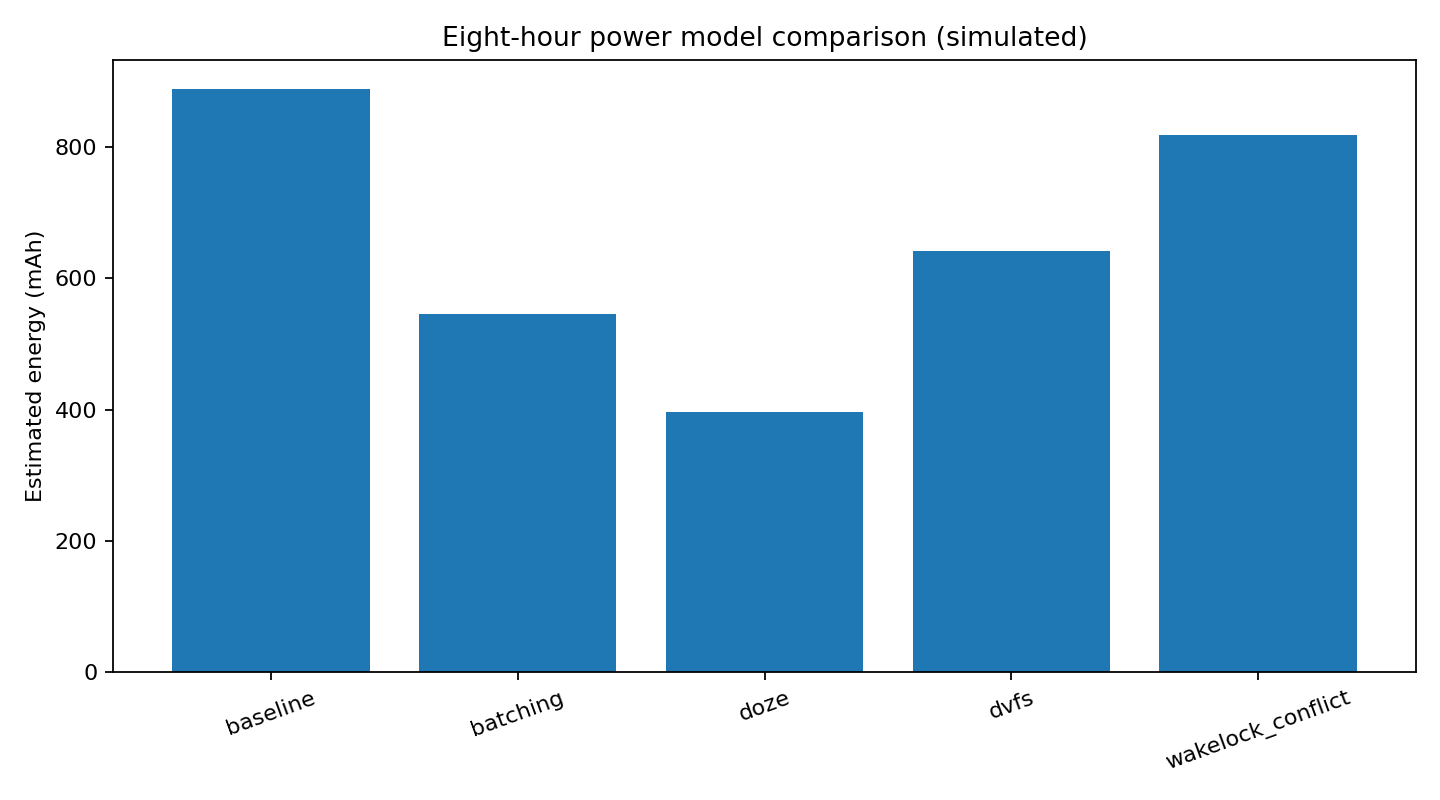 Eight-hour power model comparison (simulated)
Estimated energy (mAh)
800
600
400
200
0
baseline
batching
doze
dvfs
wakelock_conflict